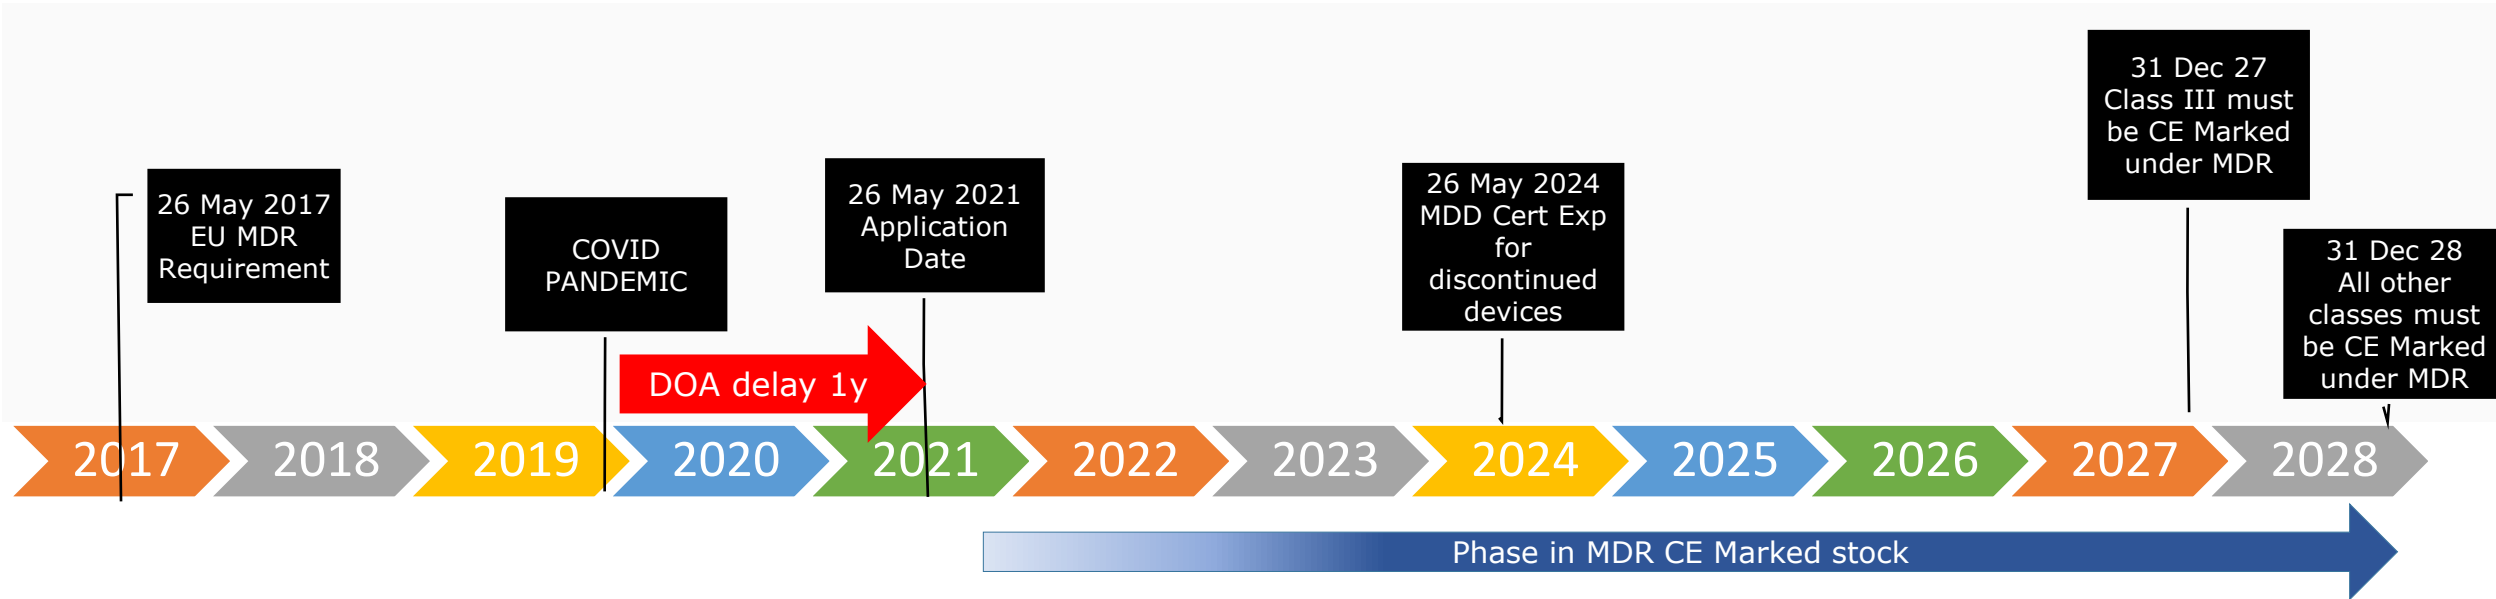 31 Dec 27
Class III must
be CE Marked
under MDR
26 May 2017
EU MDR
Requirement
COVID
PANDEMIC
26 May 2021
Application
Date
26 May 2024
MDD Cert Exp
for
discontinued
devices
31 Dec 28
All other
classes must
be CE Marked
under MDR
DOA delay 1y
2017 2018 2019 2020 2021 2022 2023 2024 2025 2026 2027 2028
Phase in MDR CE Marked stock